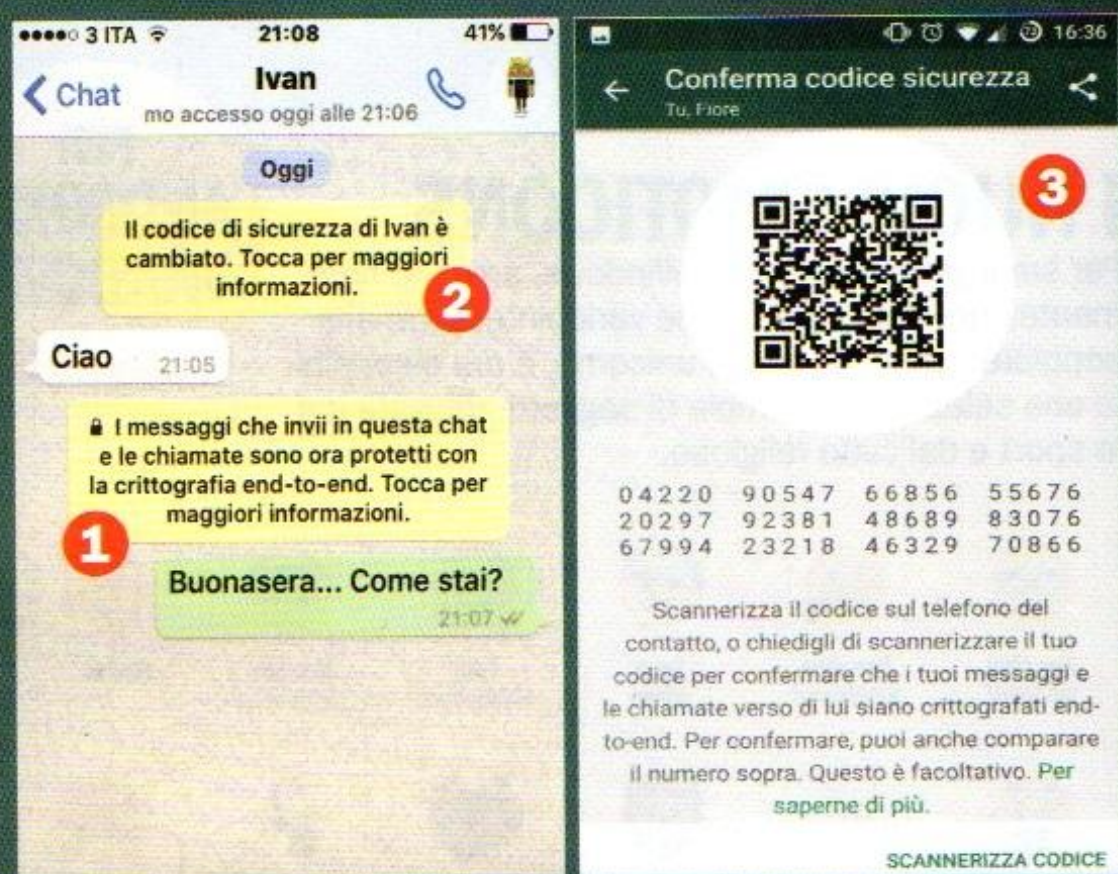 3 ITA 21:08 41%
Chat Ivan
mo accesso oggi alle 21:06
Oggi
Il codice di sicurezza di Ivan è
cambiato. Tocca per maggiori
informazioni.
2
Ciao 21:05
I messaggi che invii in questa chat
e le chiamate sono ora protetti con
la crittografia end-to-end. Tocca per
maggiori informazioni.
1
Buonasera... Come stai?
21:07
16:36
Conferma codice sicurezza
Tu, Fiore
3
04220 90547 66856 55676
20297 92381 48689 83076
67994 23218 46329 70866
Scannerizza il codice sul telefono del
contatto, o chiedigli di scannerizzare il tuo
codice per confermare che i tuoi messaggi e
le chiamate verso di lui siano crittografati end-
to-end. Per confermare, puoi anche comparare
il numero sopra. Questo è facoltativo. Per
saperne di più.
SCANNERIZZA CODICE